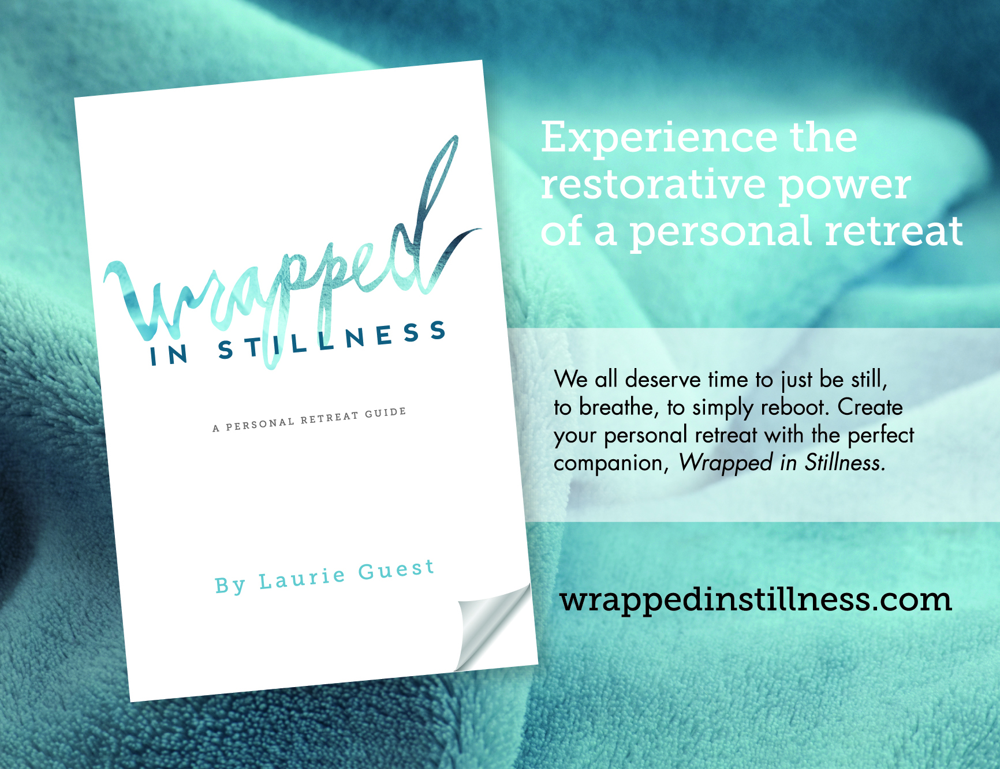 Wrapped
IN STILLNESS
A PERSONAL RETREAT GUIDE
By Laurie Guest
Experience the
restorative power
of a personal retreat
We all deserve time to just be still,
to breathe, to simply reboot. Create
your personal retreat with the perfect
companion, Wrapped in Stillness.
wrappedinstillness.com